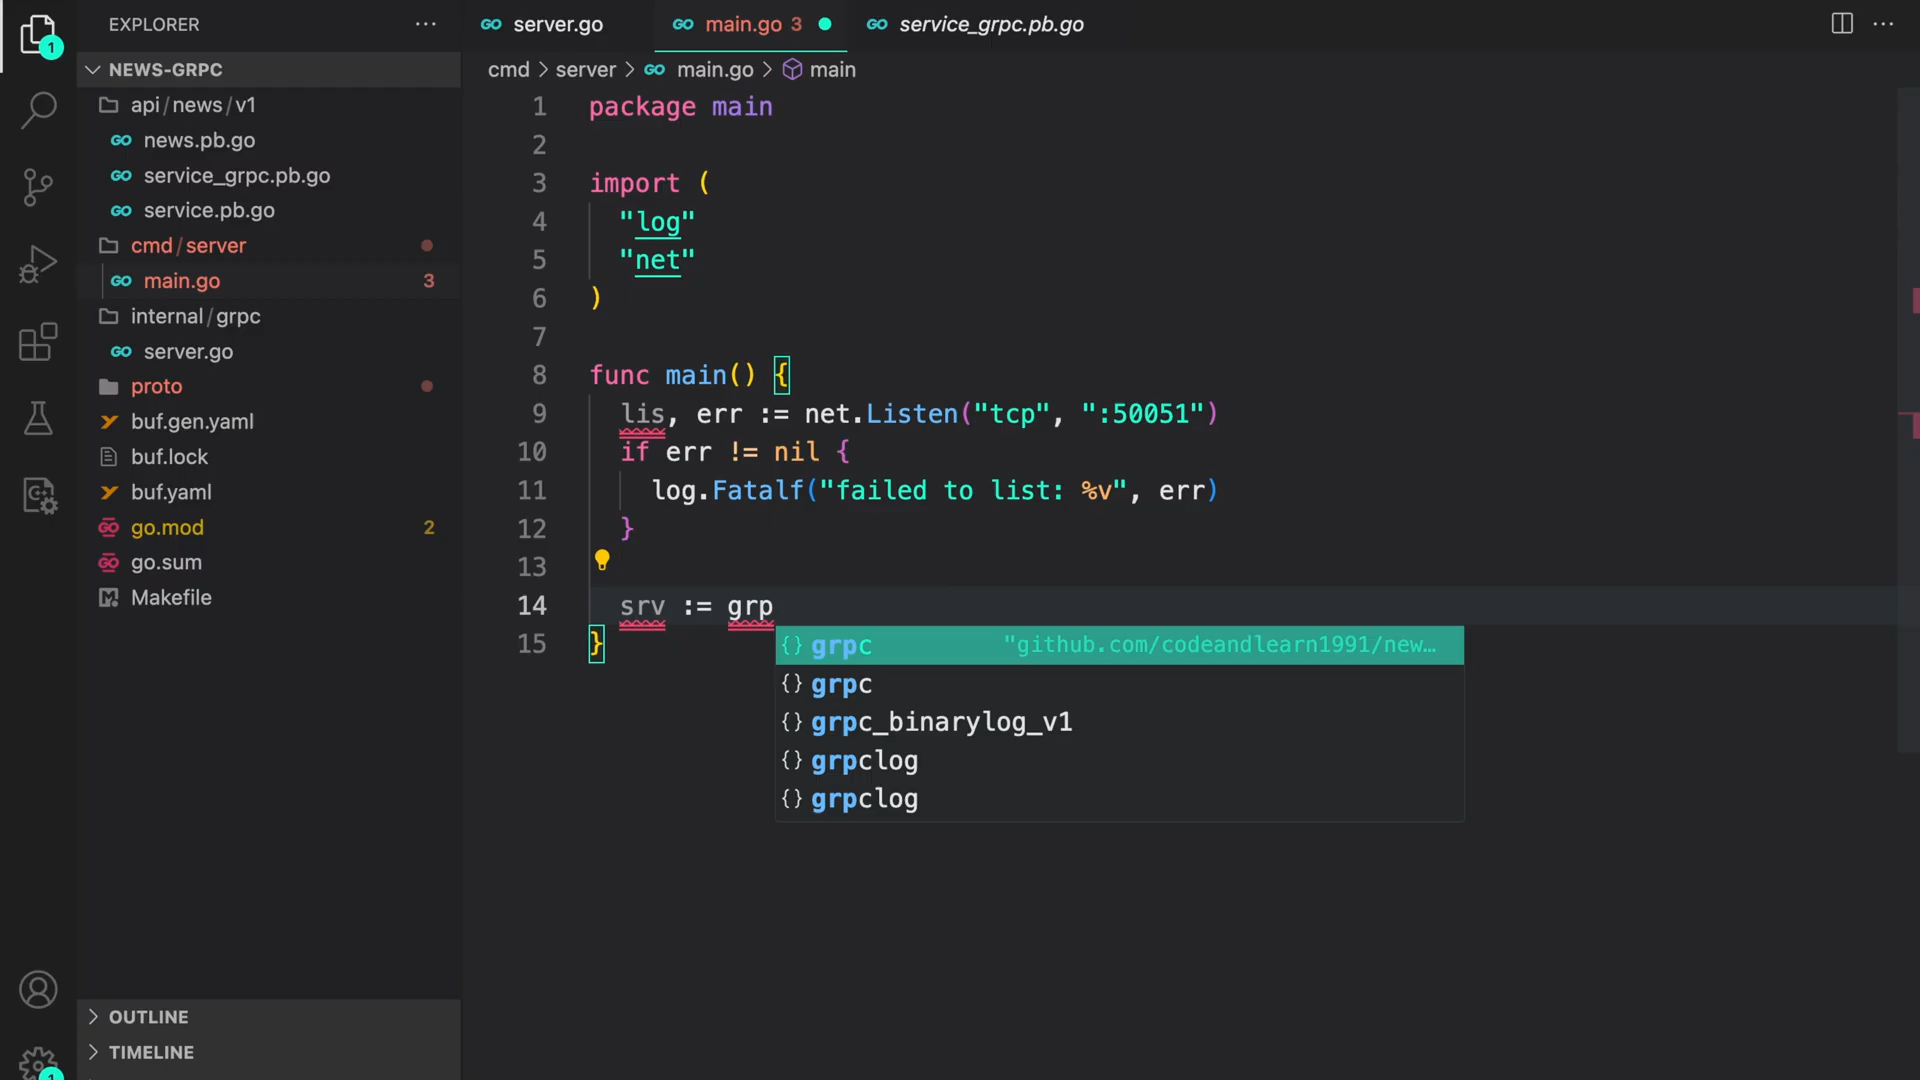 EXPLORER
NEWS-GRPC
api / news / v1
news.pb.go
service_grpc.pb.go
service.pb.go
cmd / server
main.go 3
internal / grpc
server.go
proto
buf.gen.yaml
buf.lock
buf.yaml
go.mod 2
go.sum
Makefile
OUTLINE
TIMELINE
1
1
server.go main.go 3 service_grpc.pb.go
cmd > server > main.go > main
1 package main
2
3 import (
4 "log"
5 "net"
6 )
7
8 func main() {
9 lis, err := net.Listen("tcp", ":50051")
10 if err != nil {
11 log.Fatalf("failed to list: %v", err)
12 }
13
14 srv := grp
15 }
{} grpc "github.com/codeandlearn1991/new…
{} grpc
{} grpc_binarylog_v1
{} grpclog
{} grpclog